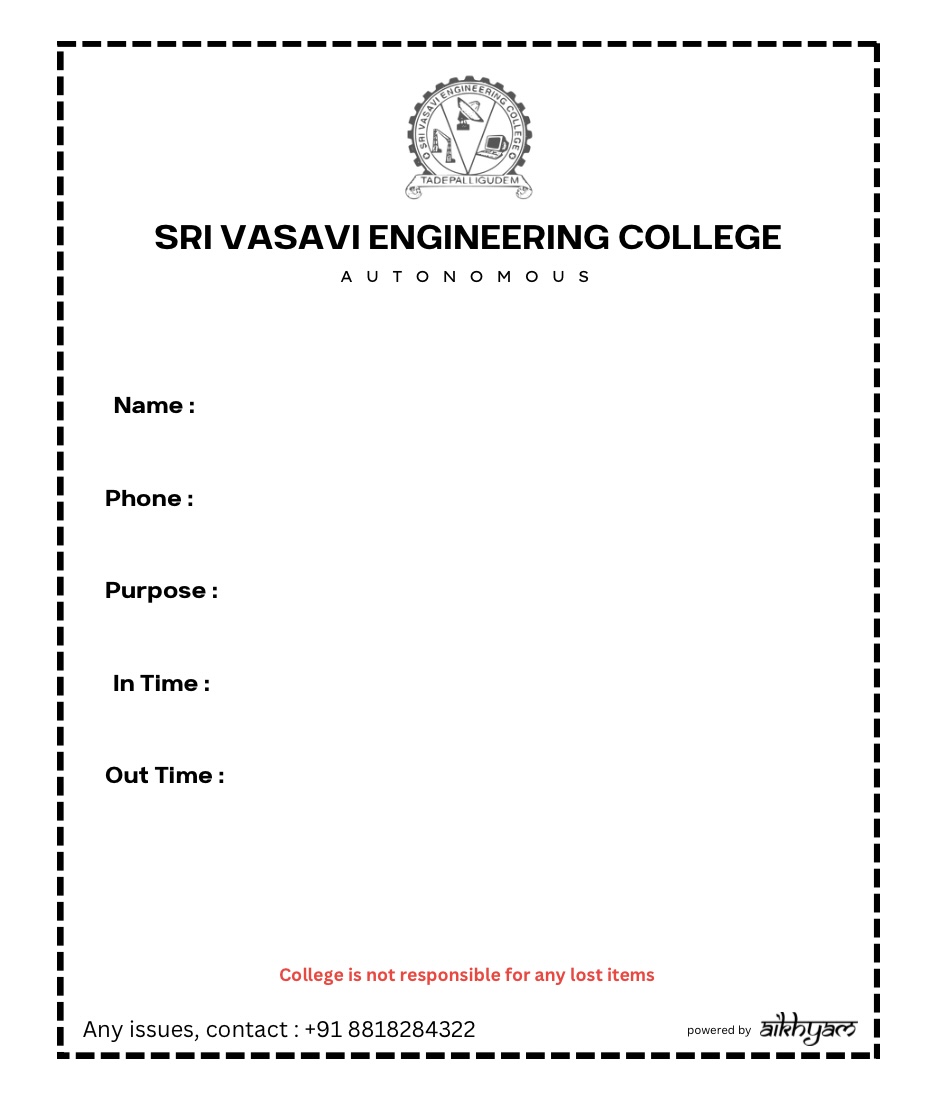 SRI VASAVI ENGINEERING COLLEGE
TADEPALLIGUDEM
SRI VASAVI ENGINEERING COLLEGE
AUTONOMOUS
Name :
Phone :
Purpose :
In Time :
Out Time :
College is not responsible for any lost items
Any issues, contact : +91 8818284322
powered by aikhyam